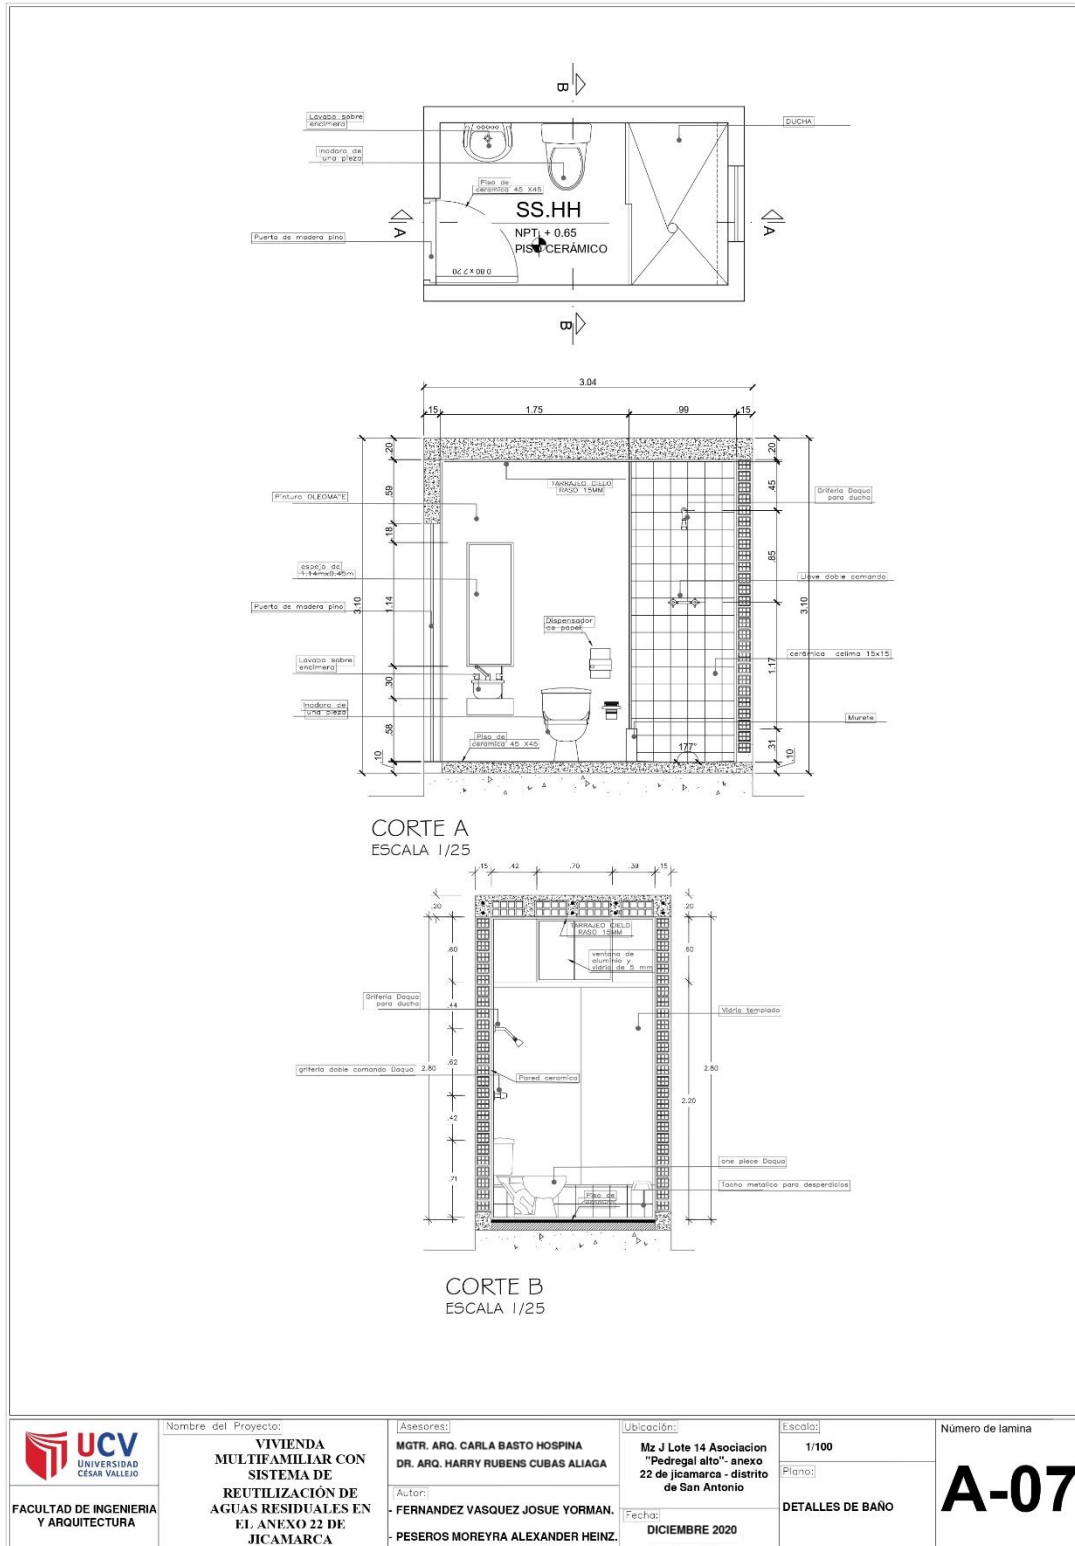 B
Lavabo sobre
encimera
DUCHA
Inodoro de
una pieza
Piso de
ceramica 45 X45
SS.HH
A
A
NPT. + 0.65
PISO CERÁMICO
Puerta de madera pino
0.80 x 2.20
B
3.04
.15
1.75
.99
.15
.20
.20
.59
.45
TARRAJEO CIELO
RASO 15MM
Pintura OLEOMATE
Griferia Daqua
para ducha
.18
.85
espejo de
1.14mx0.45m
Llave doble comando
3.10
1.14
3.10
Puerta de madera pino
Dispensador
de papel
Lavabo sobre
encimera
cerámica celima 15x15
1.17
.30
Inodoro de
una pieza
Murete
.58
Piso de
ceramica 45 X45
177°
.31
.10
.10
CORTE A
ESCALA 1/25
.15
.42
.70
.39
.15
.20
.20
TARRAJEO CIELO
RASO 15MM
.60
.60
ventana de
aluminio y
vidrio de 5 mm
Griferia Daqua
para ducha
.44
Vidrio templado
griferia doble comando Daqua
2.80
.62
Pared ceramica
2.80
2.20
.42
one piece Daqua
.71
Tacho metalico para desperdicios
Piso de
CORTE B
ESCALA 1/25
UCV
UNIVERSIDAD
CÉSAR VALLEJO
FACULTAD DE INGENIERIA
Y ARQUITECTURA
Nombre del Proyecto:
VIVIENDA
MULTIFAMILIAR CON
SISTEMA DE
REUTILIZACIÓN DE
AGUAS RESIDUALES EN
EL ANEXO 22 DE
JICAMARCA
Asesores:
MGTR. ARQ. CARLA BASTO HOSPINA
DR. ARQ. HARRY RUBENS CUBAS ALIAGA
Autor:
- FERNANDEZ VASQUEZ JOSUE YORMAN.
- PESEROS MOREYRA ALEXANDER HEINZ.
Ubicación:
Mz J Lote 14 Asociacion
"Pedregal alto"- anexo
22 de jicamarca - distrito
de San Antonio
Fecha:
DICIEMBRE 2020
Escala:
1/100
Plano:
DETALLES DE BAÑO
Número de lamina
A-07